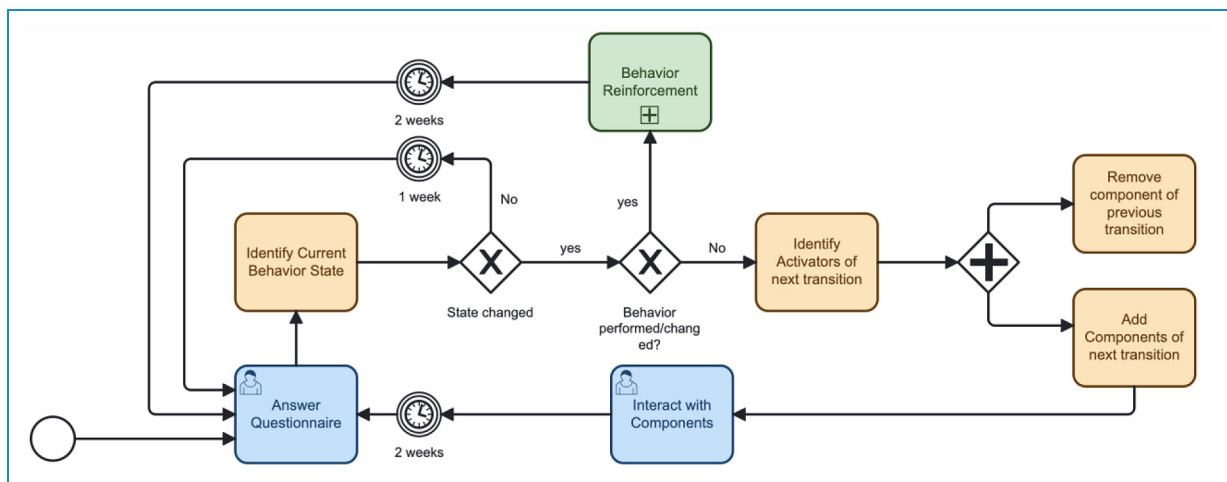 Behavior
Reinforcement
2 weeks
1 week
No
yes
Remove
component of
previous
transition
Identify Current
Behavior State
yes
No
Identify
Activators of
next transition
State changed
Behavior
performed/chang
ed?
Add
Components of
next transition
Answer
Questionnaire
2 weeks
Interact with
Components